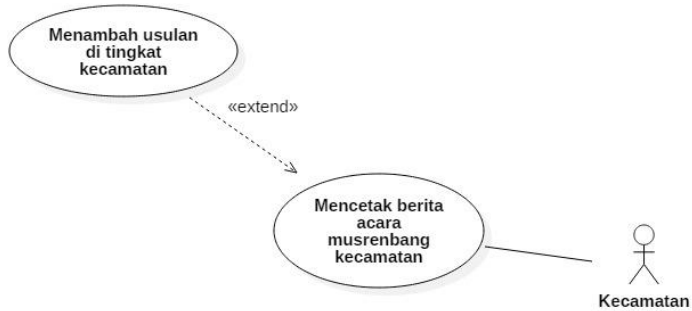 Menambah usulan
di tingkat
kecamatan
«extend»
Mencetak berita
acara
musrenbang
kecamatan
Kecamatan